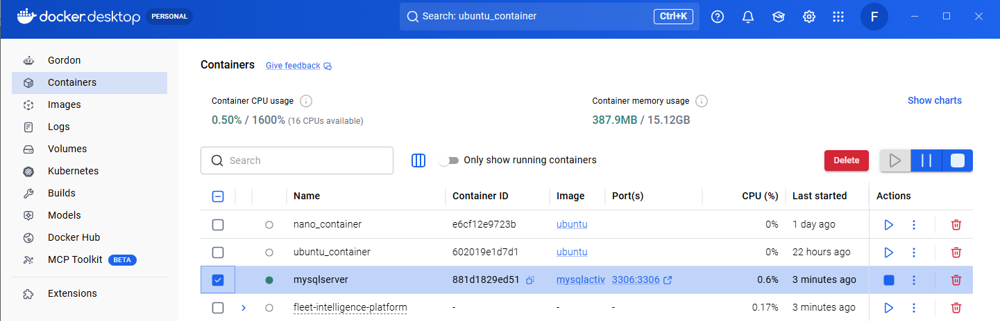 docker.desktop PERSONAL Search: ubuntu_container Ctrl+K F
Gordon
Containers
Images
Logs
Volumes
Kubernetes
Builds
Models
Docker Hub
MCP Toolkit BETA
Extensions
Containers Give feedback
Container CPU usage
0.50% / 1600% (16 CPUs available)
Container memory usage
387.9MB / 15.12GB
Show charts
Search Only show running containers Delete
Name Container ID Image Port(s) CPU (%) Last started Actions
nano_container e6cf12e9723b ubuntu 0% 1 day ago
ubuntu_container 602019e1d7d1 ubuntu 0% 22 hours ago
mysqlserver 881d1829ed51 mysqlactiv 3306:3306 0.6% 3 minutes ago
fleet-intelligence-platform - - - 0.17% 3 minutes ago